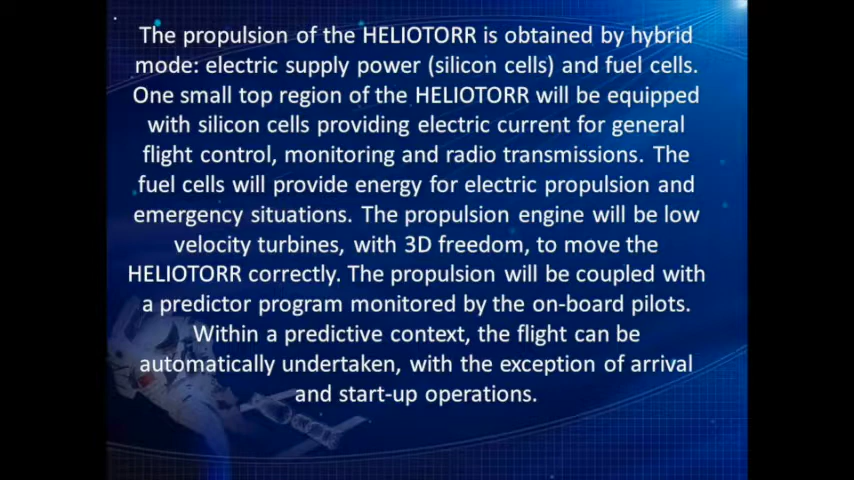 The propulsion of the HELIOTORR is obtained by hybrid
mode: electric supply power (silicon cells) and fuel cells.
One small top region of the HELIOTORR will be equipped
with silicon cells providing electric current for general
flight control, monitoring and radio transmissions. The
fuel cells will provide energy for electric propulsion and
emergency situations. The propulsion engine will be low
velocity turbines, with 3D freedom, to move the
HELIOTORR correctly. The propulsion will be coupled with
a predictor program monitored by the on-board pilots.
Within a predictive context, the flight can be
automatically undertaken, with the exception of arrival
and start-up operations.